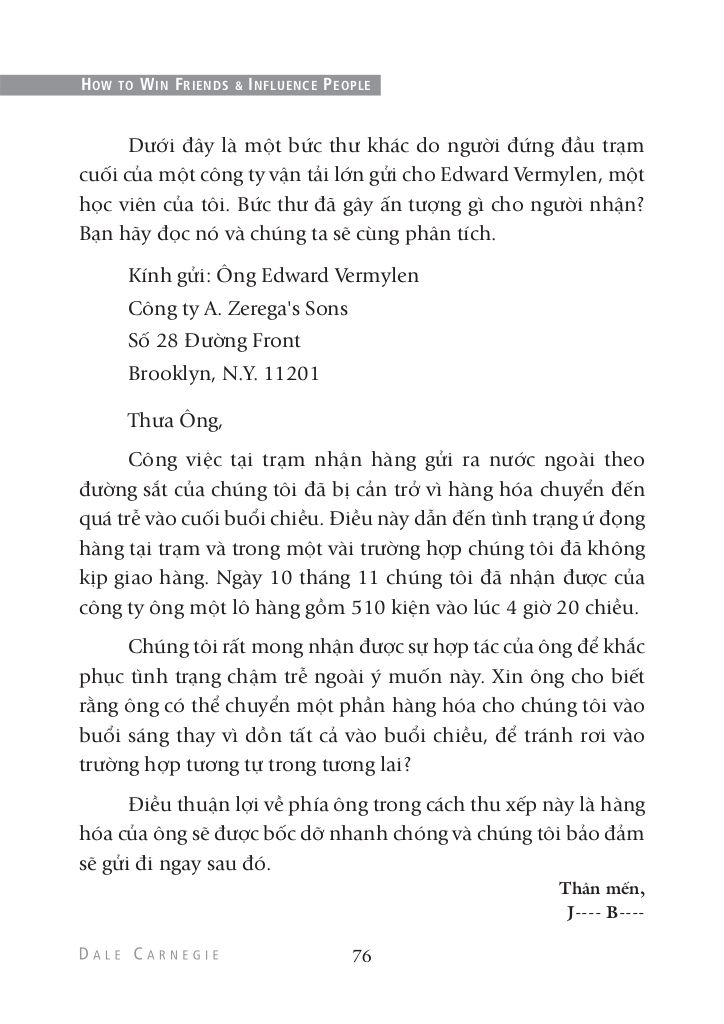 HOW TO WIN FRIENDS & INFLUENCE PEOPLE
Dưới đây là một bức thư khác do người đứng đầu trạm
cuối của một công ty vận tải lớn gửi cho Edward Vermylen, một
học viên của tôi. Bức thư đã gây ấn tượng gì cho người nhận?
Bạn hãy đọc nó và chúng ta sẽ cùng phân tích.
Kính gửi: Ông Edward Vermylen
Công ty A. Zerega's Sons
Số 28 Đường Front
Brooklyn, N.Y. 11201
Thưa Ông,
Công việc tại trạm nhận hàng gửi ra nước ngoài theo
đường sắt của chúng tôi đã bị cản trở vì hàng hóa chuyển đến
quá trễ vào cuối buổi chiều. Điều này dẫn đến tình trạng ứ đọng
hàng tại trạm và trong một vài trường hợp chúng tôi đã không
kịp giao hàng. Ngày 10 tháng 11 chúng tôi đã nhận được của
công ty ông một lô hàng gồm 510 kiện vào lúc 4 giờ 20 chiều.
Chúng tôi rất mong nhận được sự hợp tác của ông để khắc
phục tình trạng chậm trễ ngoài ý muốn này. Xin ông cho biết
rằng ông có thể chuyển một phần hàng hóa cho chúng tôi vào
buổi sáng thay vì dồn tất cả vào buổi chiều, để tránh rơi vào
trường hợp tương tự trong tương lai?
Điều thuận lợi về phía ông trong cách thu xếp này là hàng
hóa của ông sẽ được bốc dỡ nhanh chóng và chúng tôi bảo đảm
sẽ gửi đi ngay sau đó.
Thân mến,
J---- B----
DALE CARNEGIE
76